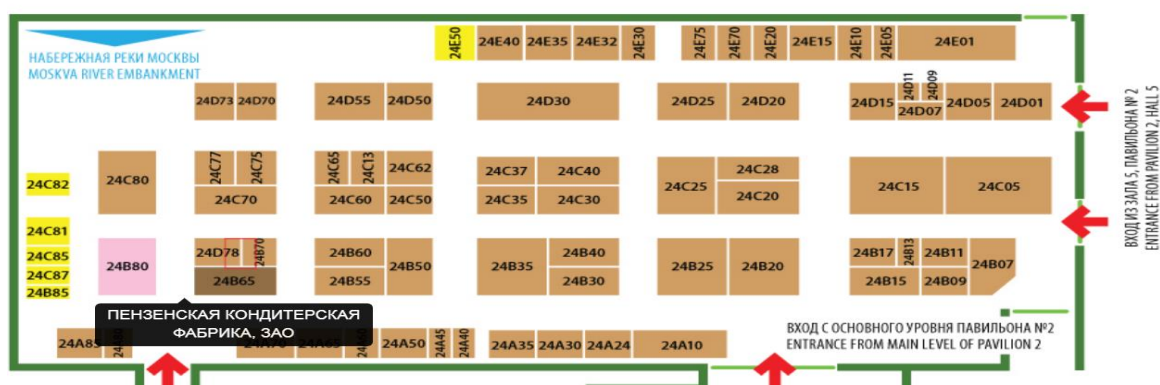 24E50 24E40 24E35 24E32 24E30 24E75 24E70 24E20 24E15 24E10 24E05 24E01
НАБЕРЕЖНАЯ РЕКИ МОСКВЫ
MOSKVA RIVER EMBANKMENT
24D73 24D70 24D55 24D50 24D30 24D25 24D20 24D15 24D11 24D09 24D05 24D01
24D07
24C77 24C75 24C65 24C13 24C62 24C37 24C40 24C28
24C82 24C80 24C25 24C15 24C05
24C70 24C60 24C50 24C35 24C30 24C20
24C81
24D78 24B70 24B60 24B40 24B17 24B13 24B11
24C85
24B80 24B50 24B35 24B25 24B20 24B07
24C87
24B65 24B55 24B30 24B15 24B09
24B85
ПЕНЗЕНСКАЯ КОНДИТЕРСКАЯ
ФАБРИКА, ЗАО
24A85 24A50 24A45 24A40 24A35 24A30 24A24 24A10
ВХОД С ОСНОВНОГО УРОВНЯ ПАВИЛЬОНА №2
ENTRANCE FROM MAIN LEVEL OF PAVILION 2
ВХОД ИЗ ЗАЛА 5, ПАВИЛЬОНА № 2
ENTRANCE FROM PAVILION 2, HALL 5